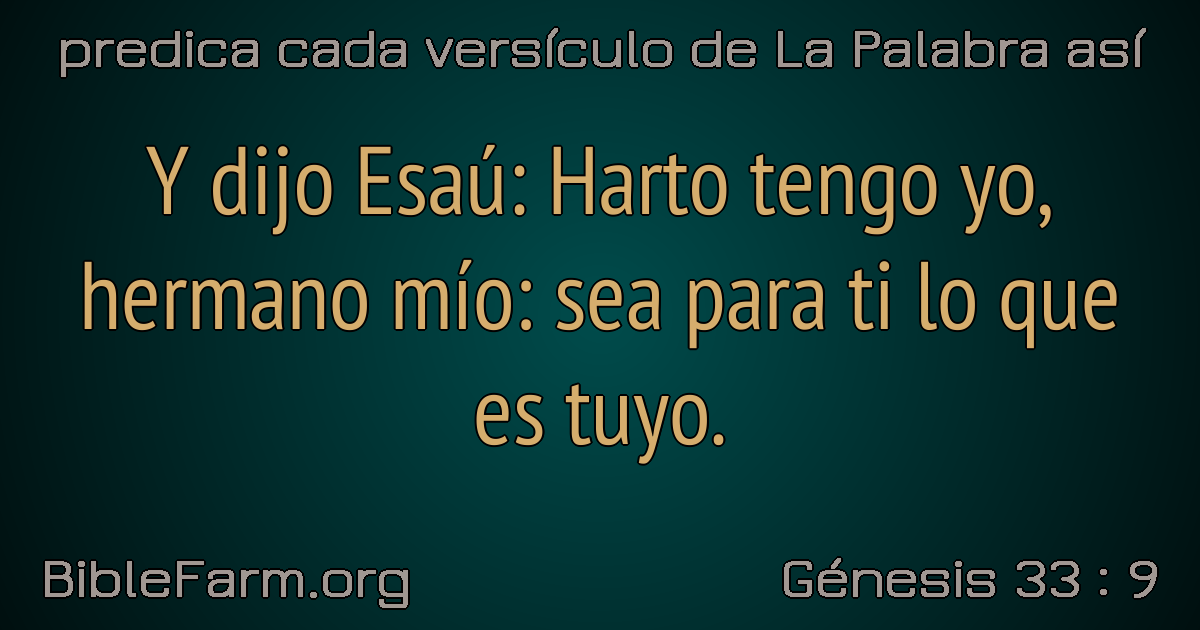 predica cada versículo de La Palabra así
Y dijo Esaú: Harto tengo yo,
hermano mío: sea para ti lo que
es tuyo.
BibleFarm.org
Génesis 33 : 9